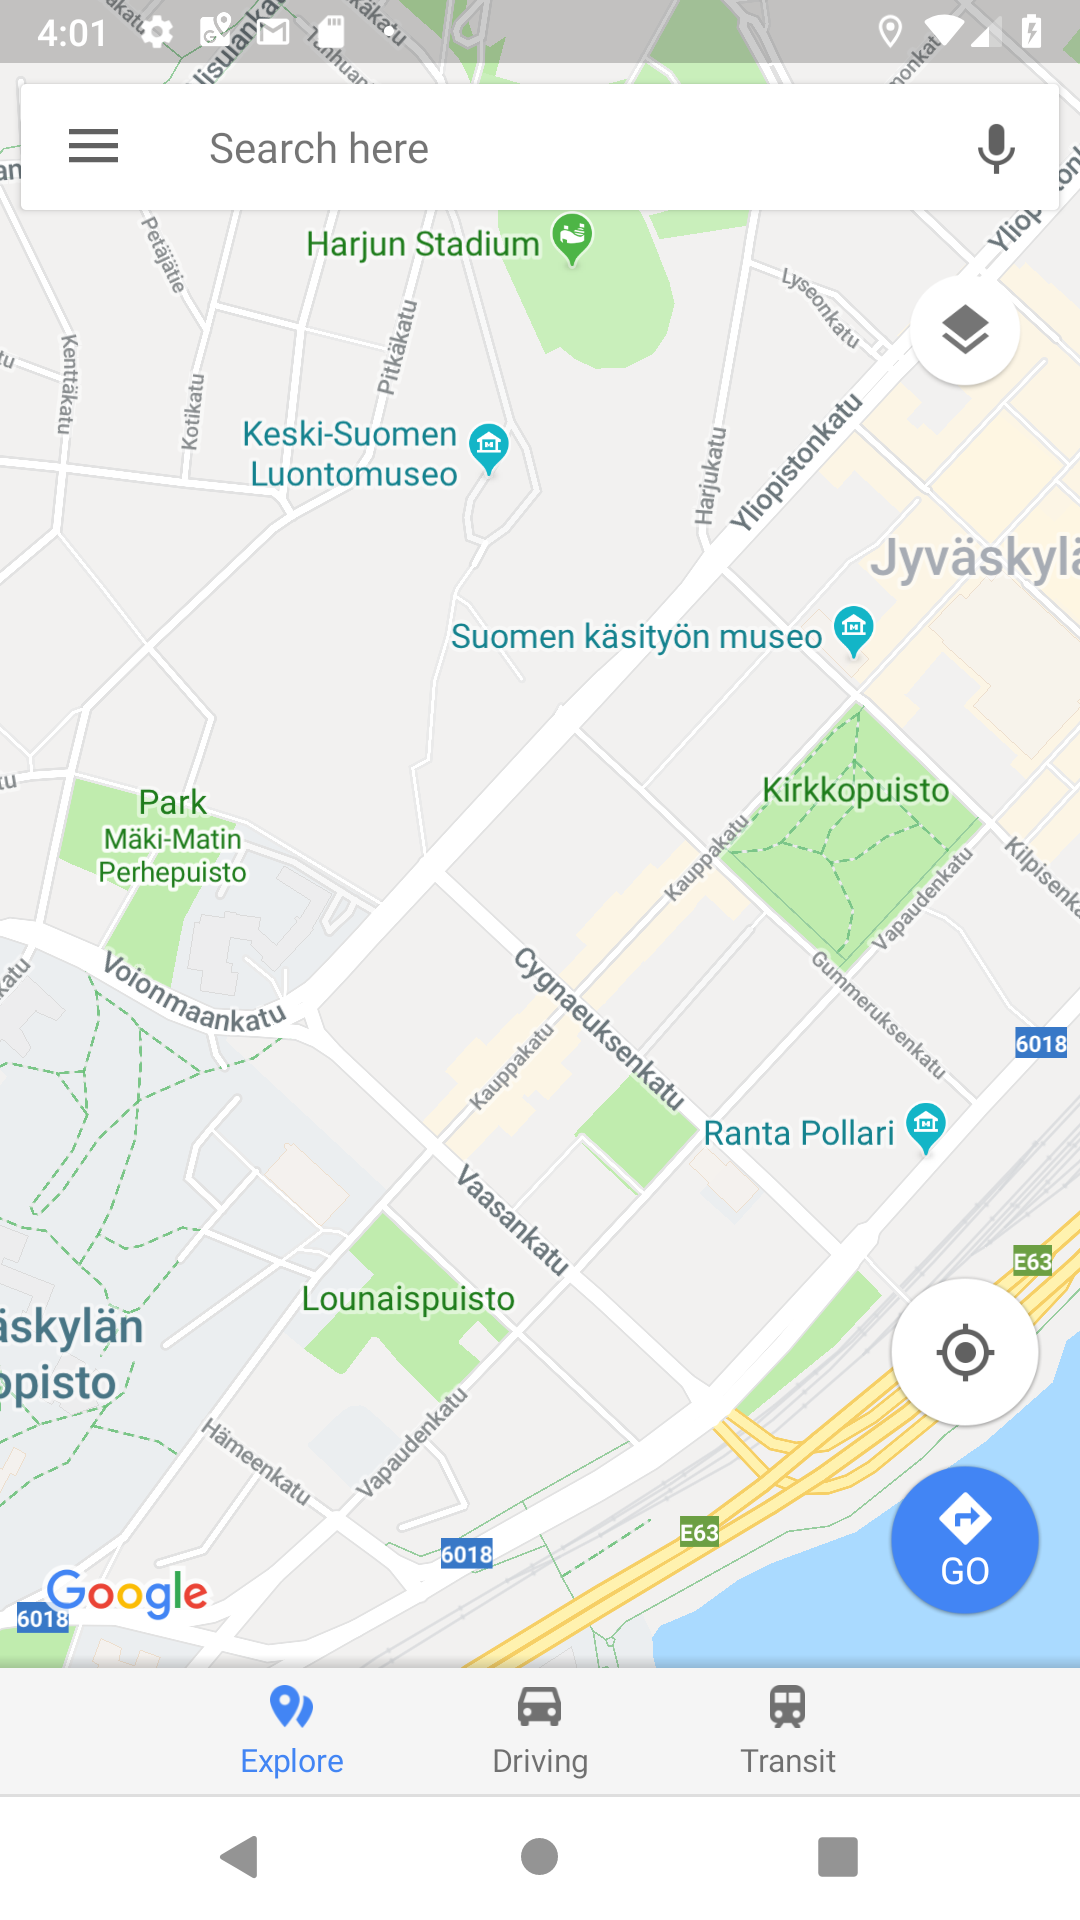 4:01
Search here
Harjun Stadium
Petäjätie
Lyseonkatu
Kenttäkatu
Pitkäkatu
Kotikatu
Keski-Suomen
Luontomuseo
Harjukatu
Yliopistonkatu
Jyväskylä
Suomen käsityön museo
Kirkkopuisto
Park
Mäki-Matin
Perhepuisto
Kauppakatu
Vapaudenkatu
Voionmaankatu
Cygnaeuksenkatu
Gummeruksenkatu
Kauppakatu
6018
Ranta Pollari
Vaasankatu
E63
Lounaispuisto
äskylän
opisto
Hämeenkatu
Vapaudenkatu
E63
6018
Google
6018
GO
Explore
Driving
Transit